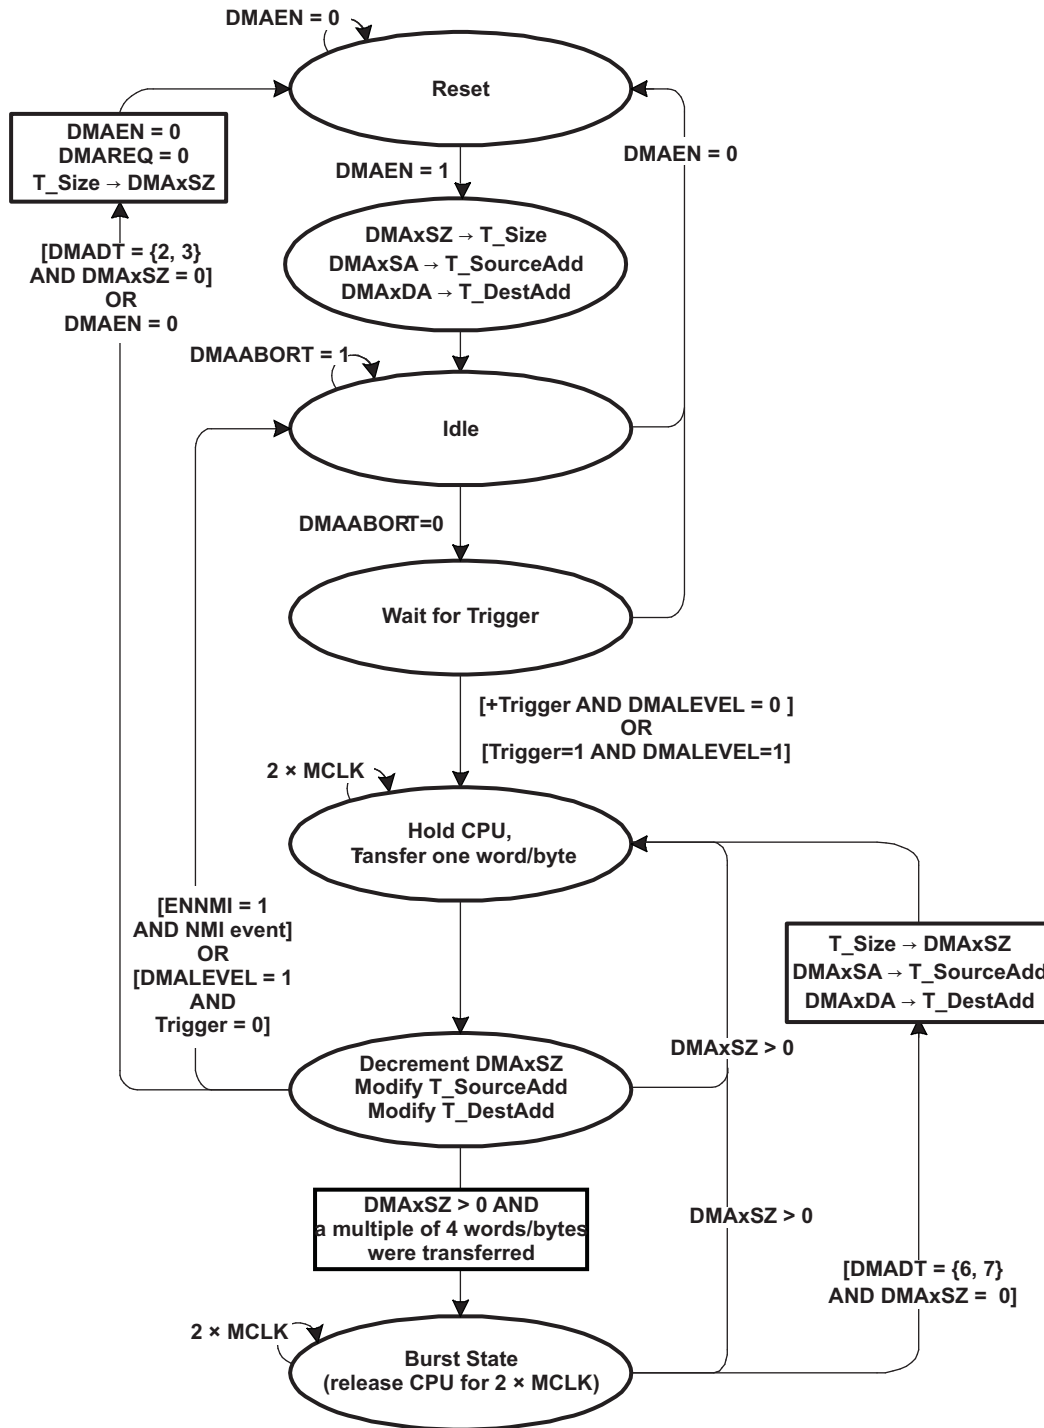 DMAEN = 0
Reset
DMAEN = 0
DMAREQ = 0
T_Size → DMAxSZ
DMAEN = 0
DMAEN = 1
[DMADT = {2, 3}
AND DMAxSZ = 0]
OR
DMAEN = 0
DMAxSZ → T_Size
DMAxSA → T_SourceAdd
DMAxDA → T_DestAdd
DMAABORT = 1
Idle
DMAABORT=0
Wait for Trigger
[+Trigger AND DMALEVEL = 0 ]
OR
[Trigger=1 AND DMALEVEL=1]
2 × MCLK
Hold CPU,
Tansfer one word/byte
[ENNMI = 1
AND NMI event]
OR
[DMALEVEL = 1
AND
Trigger = 0]
T_Size → DMAxSZ
DMAxSA → T_SourceAdd
DMAxDA → T_DestAdd
DMAxSZ > 0
Decrement DMAxSZ
Modify T_SourceAdd
Modify T_DestAdd
DMAxSZ > 0 AND
a multiple of 4 words/bytes
were transferred
DMAxSZ > 0
[DMADT = {6, 7}
AND DMAxSZ = 0]
2 × MCLK
Burst State
(release CPU for 2 × MCLK)